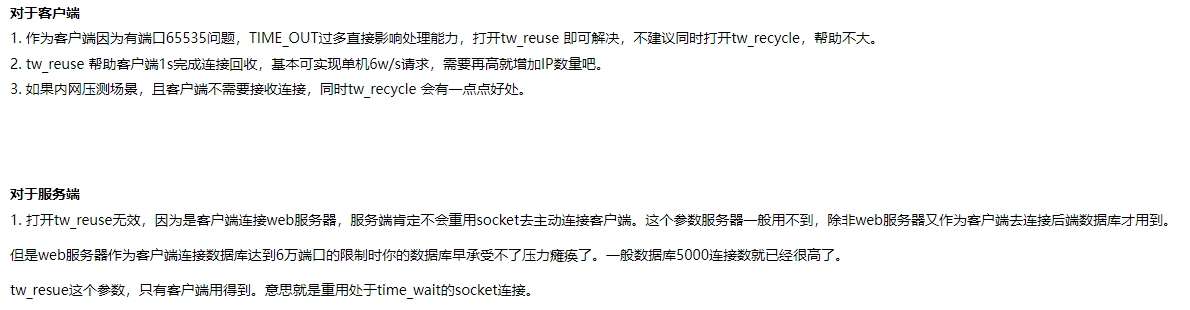 对于客户端
1. 作为客户端因为有端口65535问题，TIME_OUT过多直接影响处理能力，打开tw_reuse 即可解决，不建议同时打开tw_recycle，帮助不大。
2. tw_reuse 帮助客户端1s完成连接回收，基本可实现单机6w/s请求，需要再高就增加IP数量吧。
3. 如果内网压测场景，且客户端不需要接收连接，同时tw_recycle 会有一点点好处。
对于服务端
1. 打开tw_reuse无效，因为是客户端连接web服务器，服务端肯定不会重用socket去主动连接客户端。这个参数服务器一般用不到，除非web服务器又作为客户端去连接后端数据库才用到。
但是web服务器作为客户端连接数据库达到6万端口的限制时你的数据库早承受不了压力瘫痪了。一般数据库5000连接数就已经很高了。
tw_resue这个参数，只有客户端用得到。意思就是重用处于time_wait的socket连接。